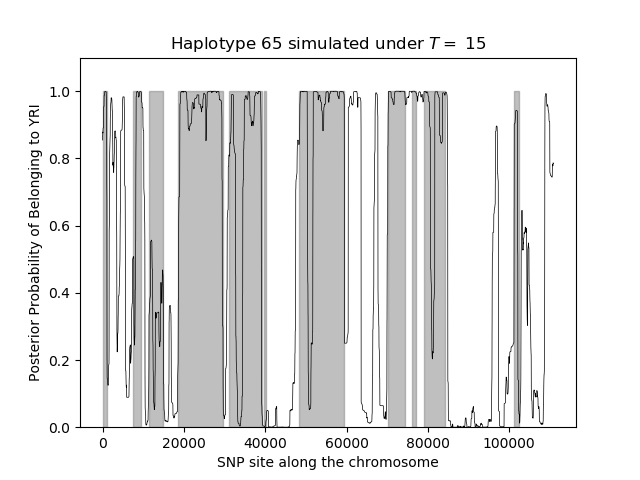 Haplotype 65 simulated under T = 15
Posterior Probability of Belonging to YRI
1.0
0.8
0.6
0.4
0.2
0.0
0 20000 40000 60000 80000 100000
SNP site along the chromosome